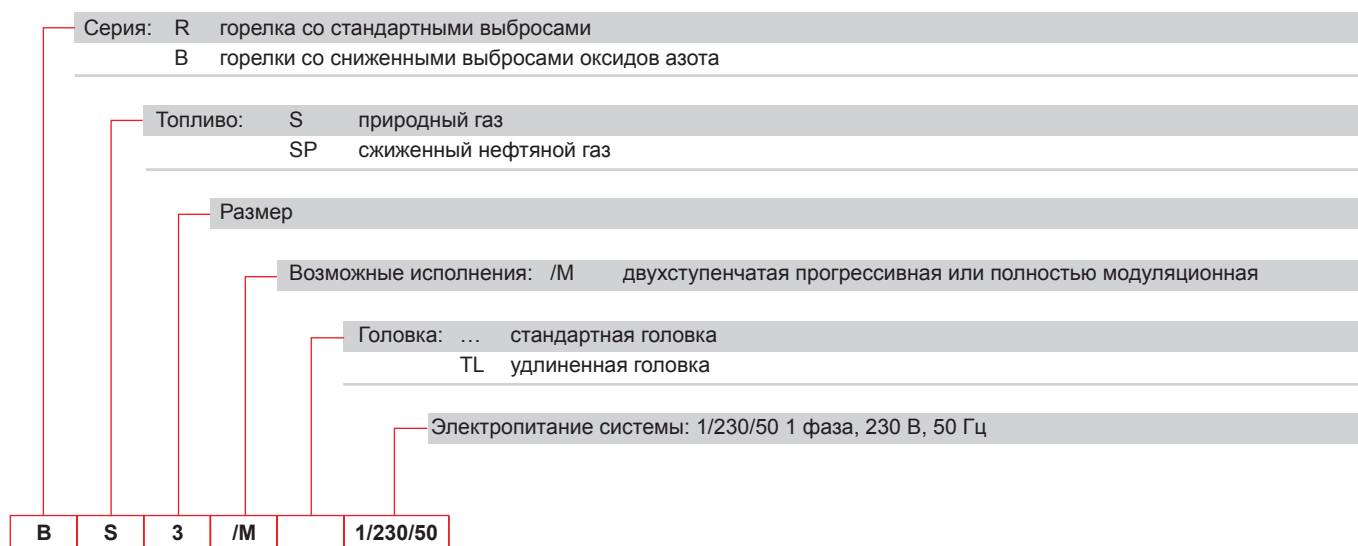 Серия: R горелка со стандартными выбросами
B горелки со сниженными выбросами оксидов азота
Топливо: S природный газ
SP сжиженный нефтяной газ
Размер
Возможные исполнения: /M двухступенчатая прогрессивная или полностью модуляционная
Головка: … стандартная головка
TL удлиненная головка
Электропитание системы: 1/230/50 1 фаза, 230 В, 50 Гц
B S 3 /M 1/230/50